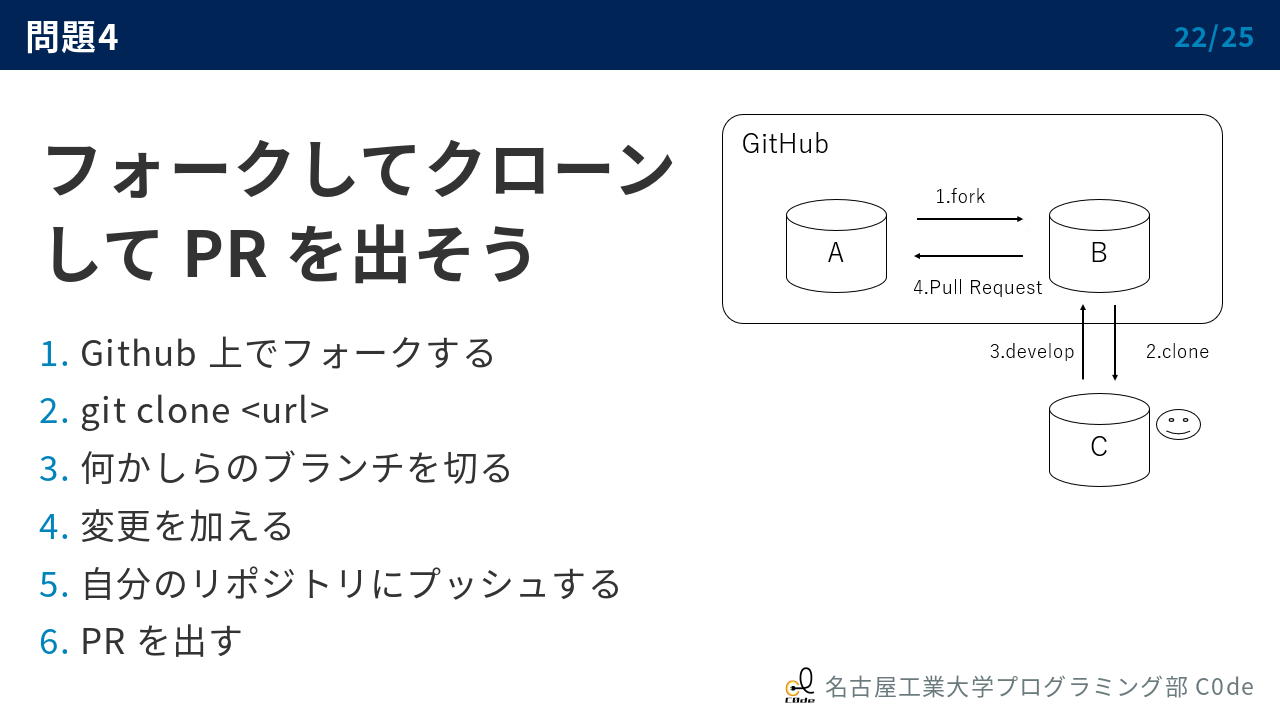 問題4
22/25
フォークしてクローン
して PR を出そう
1. Github 上でフォークする
2. git clone <url>
3. 何かしらのブランチを切る
4. 変更を加える
5. 自分のリポジトリにプッシュする
6. PR を出す
GitHub
1.fork
A
B
4.Pull Request
3.develop
2.clone
C
C0de
名古屋工業大学プログラミング部 C0de